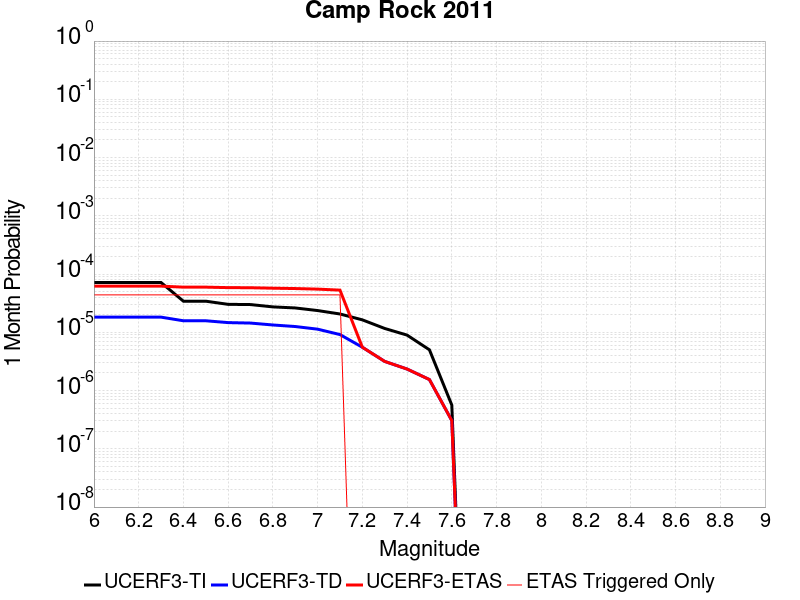 Camp Rock 2011
10^0
10^-1
10^-2
10^-3
10^-4
10^-5
10^-6
10^-7
10^-8
1 Month Probability
6 6.2 6.4 6.6 6.8 7 7.2 7.4 7.6 7.8 8 8.2 8.4 8.6 8.8 9
Magnitude
UCERF3-TI UCERF3-TD UCERF3-ETAS ETAS Triggered Only